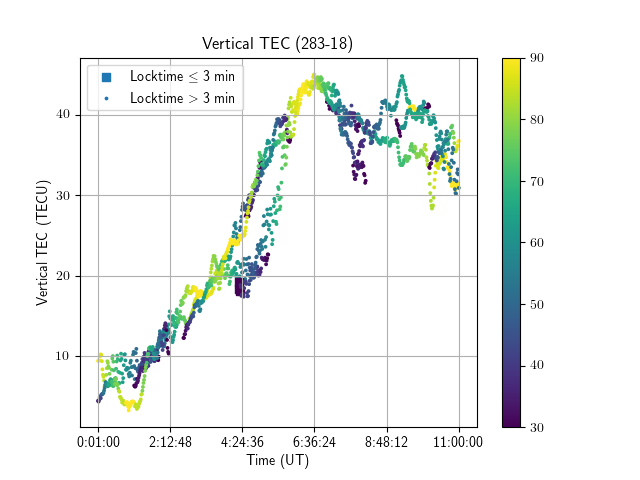 Vertical TEC (283-18)
Locktime ≤ 3 min
Locktime > 3 min
Vertical TEC (TECU)
40
30
20
10
0:01:00 2:12:48 4:24:36 6:36:24 8:48:12 11:00:00
Time (UT)
90
80
70
60
50
40
30